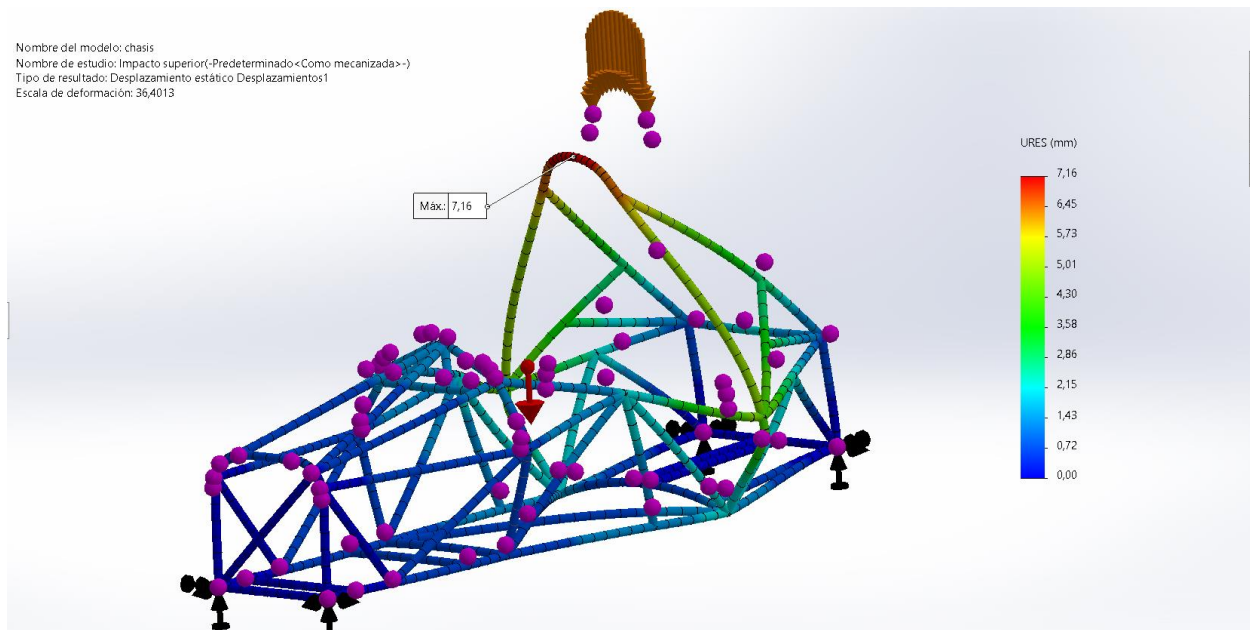 Nombre del modelo: chasis
Nombre de estudio: Impacto superior(-Predeterminado<Como mecanizada>-)
Tipo de resultado: Desplazamiento estático Desplazamientos1
Escala de deformación: 36,4013
URES (mm)
7,16
6,45
5,73
5,01
4,30
3,58
2,86
2,15
1,43
0,72
0,00
Máx.: 7,16